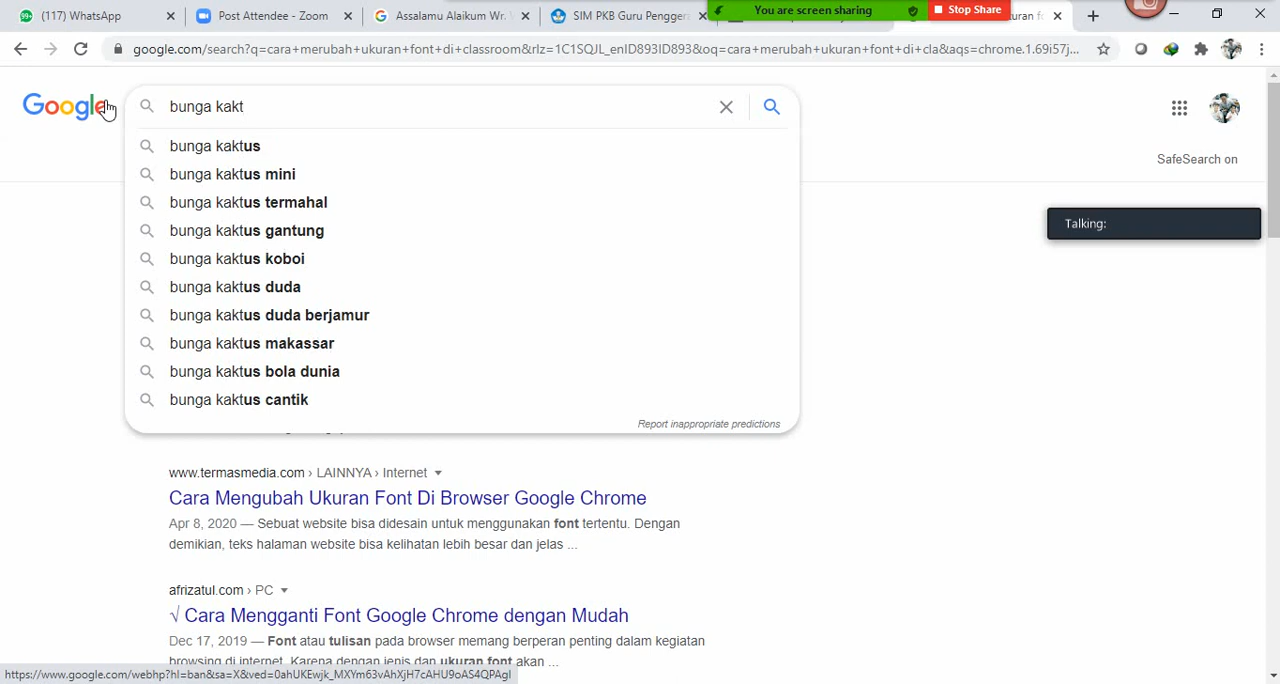 (117) WhatsApp
Post Attendee - Zoom
Assalamu Alaikum Wr.
SIM PKB Guru Pengger
You are screen sharing
Stop Share
google.com/search?q=cara+merubah+ukuran+font+di+classroom&rlz=1C1SQJL_enID893ID893&oq=cara+merubah+ukuran+font+di+cla&aqs=chrome.1.69i57j...
Google
bunga kakt
SafeSearch on
bunga kaktus
bunga kaktus mini
bunga kaktus termahal
bunga kaktus gantung
bunga kaktus koboi
bunga kaktus duda
bunga kaktus duda berjamur
bunga kaktus makassar
bunga kaktus bola dunia
bunga kaktus cantik
Report inappropriate predictions
Talking:
www.termasmedia.com › LAINNYA › Internet
Cara Mengubah Ukuran Font Di Browser Google Chrome
Apr 8, 2020 — Sebuat website bisa didesain untuk menggunakan font tertentu. Dengan
demikian, teks halaman website bisa kelihatan lebih besar dan jelas ...
afrizatul.com › PC
√ Cara Mengganti Font Google Chrome dengan Mudah
Dec 17, 2019 — Font atau tulisan pada browser memang berperan penting dalam kegiatan
browsing di internet. Karena dengan jenis dan ukuran font akan ...
https://www.google.com/webhp?hl=ban&sa=X&ved=0ahUKEwjk_MXYm63vAhXjH7cAHU9oAS4QPAgI